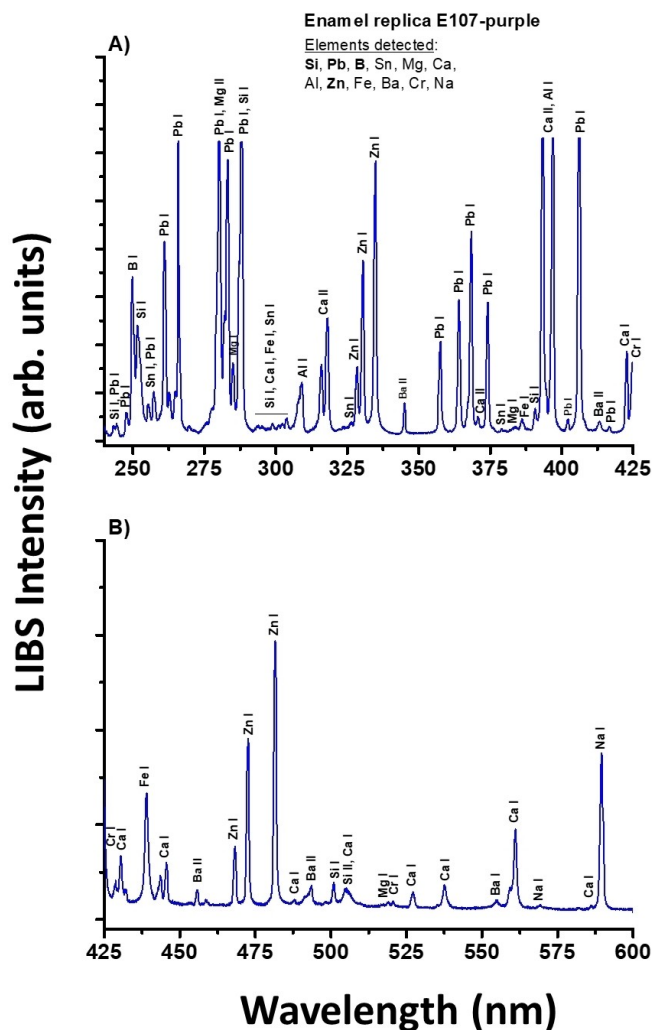 Enamel replica E107-purple
Elements detected:
Si, Pb, B, Sn, Mg, Ca,
Al, Zn, Fe, Ba, Cr, Na
A)
Si I, Pb I
Pb I
B I
Si I
Sn I, Pb I
Pb I
Pb I
Pb I, Mg II
Pb I
Mg I
Pb I, Si I
Si I, Ca I, Fe I, Sn I
Al I
Ca II
Sn I
Zn I
Zn I
Zn I
Ba II
Pb I
Pb I
Pb I
Ca II
Pb I
Sn I
Mg I
Fe I
Si I
Ca II, Al I
Pb I
Pb I
Ba II
Pb I
Ca I
Cr I
250 275 300 325 350 375 400 425
LIBS Intensity (arb. units)
B)
Cr I
Ca I
Fe I
Ca I
Ba II
Zn I
Zn I
Zn I
Ca I
Ba II
Si I
Si II, Ca I
Mg I
Cr I
Ca I
Ca I
Ba I
Ca I
Na I
Ca I
Na I
425 450 475 500 525 550 575 600
Wavelength (nm)